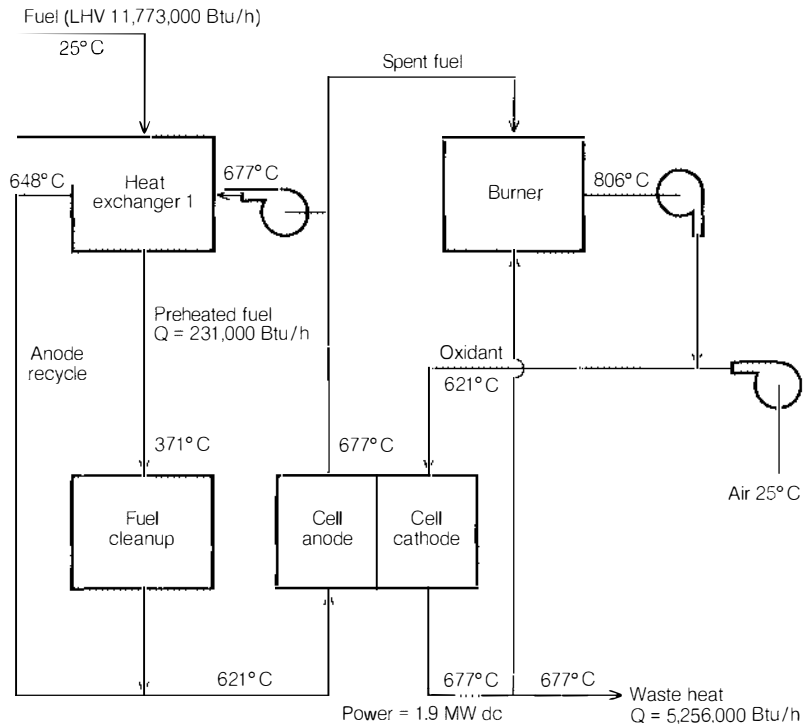 Fuel (LHV 11,773,000 Btu/h)
25°C
Spent fuel
648°C
Heat
exchanger 1
677°C
Burner
806°C
Preheated fuel
Q = 231,000 Btu/h
Anode
recycle
Oxidant
621°C
371°C
677°C
Air 25°C
Fuel
cleanup
Cell
anode
Cell
cathode
621°C
677°C
677°C
Waste heat
Q = 5,256,000 Btu/h
Power = 1.9 MW dc